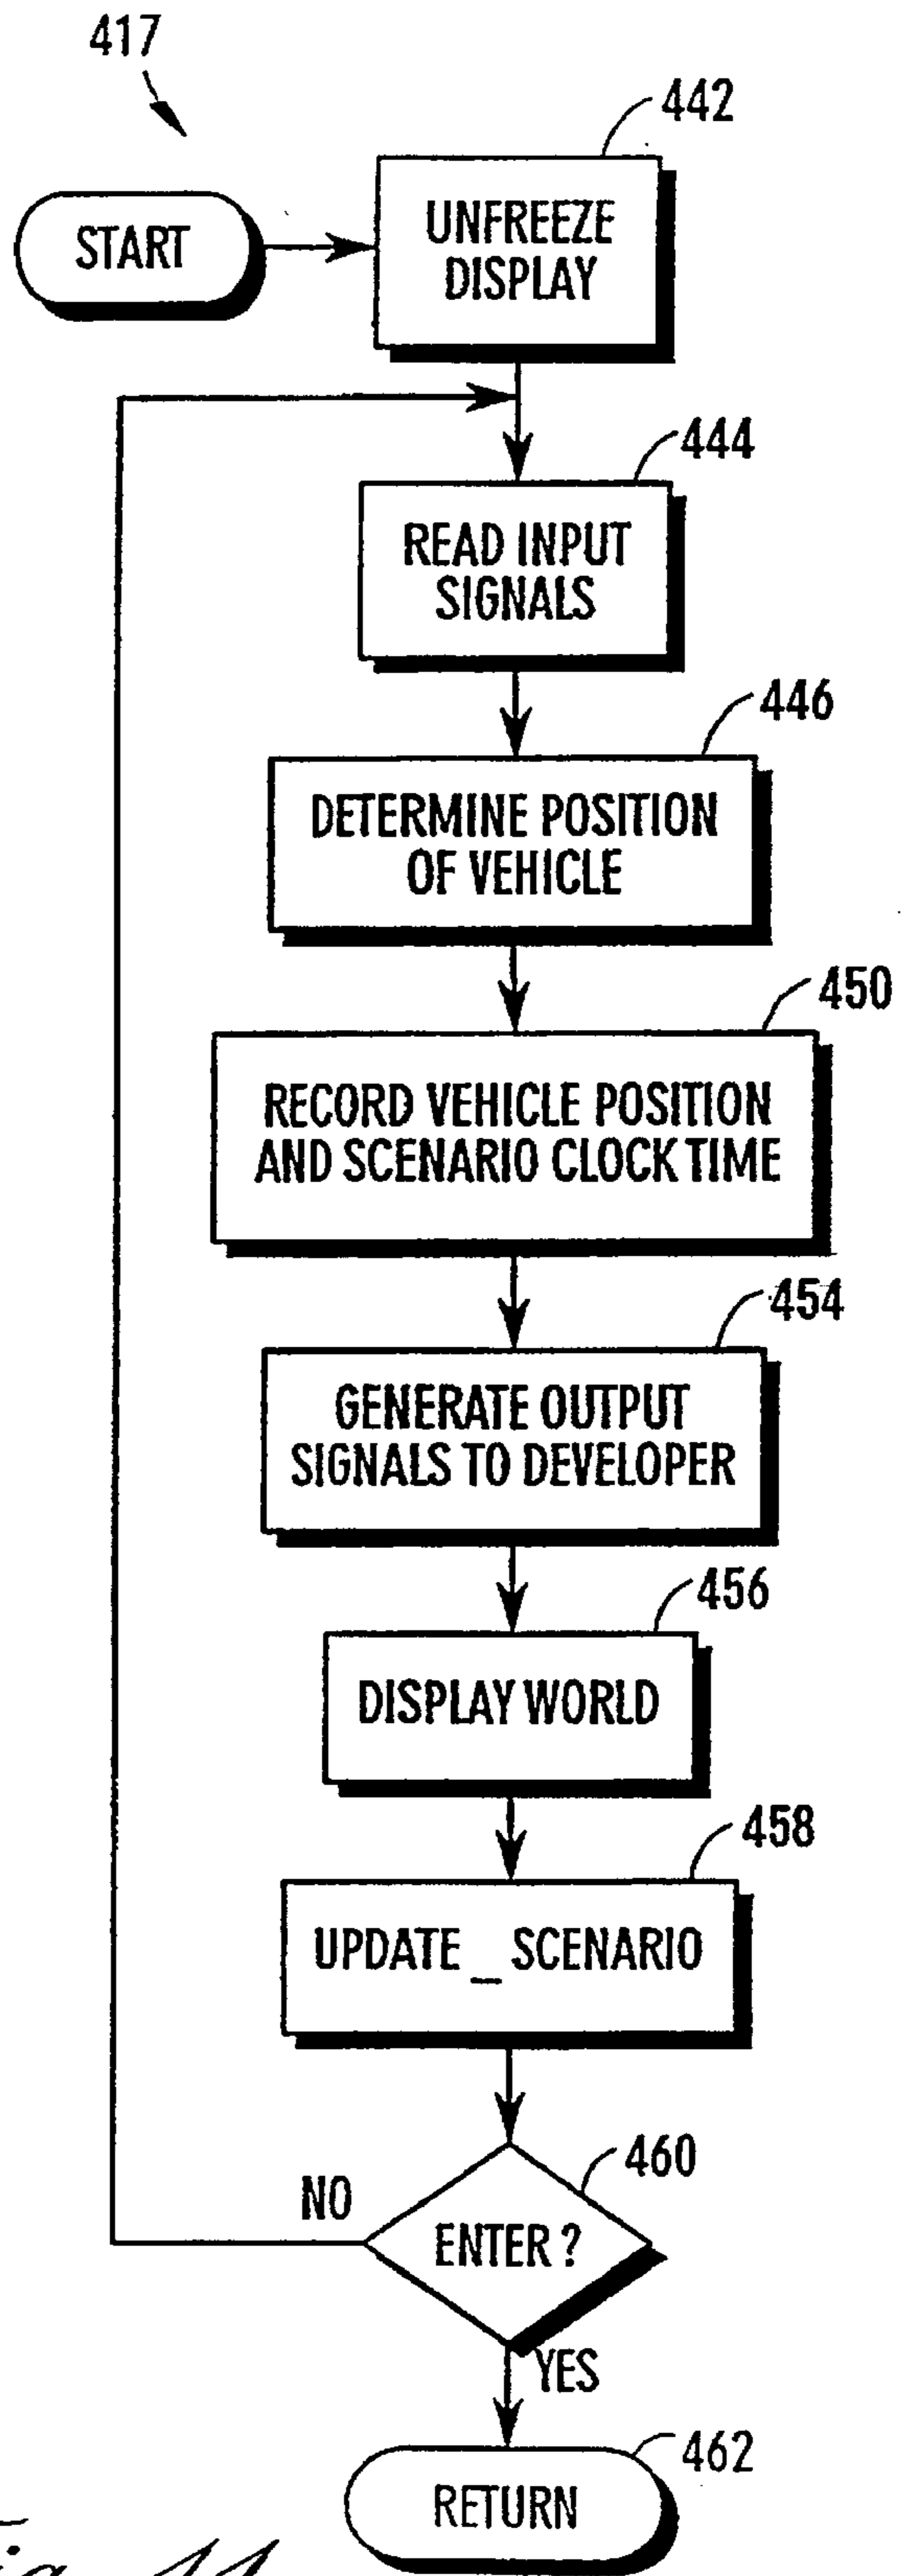 417
442
START
UNFREEZE
DISPLAY
444
READ INPUT
SIGNALS
446
DETERMINE POSITION
OF VEHICLE
450
RECORD VEHICLE POSITION
AND SCENARIO CLOCK TIME
454
GENERATE OUTPUT
SIGNALS TO DEVELOPER
456
DISPLAY WORLD
458
UPDATE _ SCENARIO
460
NO
ENTER ?
YES
462
RETURN